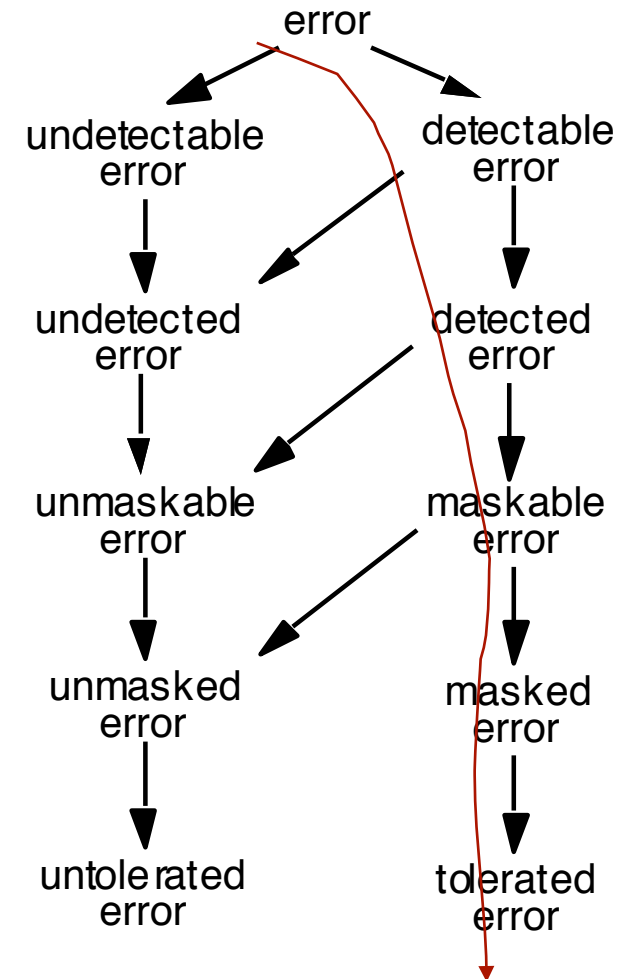 error
undetectable
error
detectable
error
undetected
error
detected
error
unmaskable
error
maskable
error
unmasked
error
masked
error
untolerated
error
tolerated
error